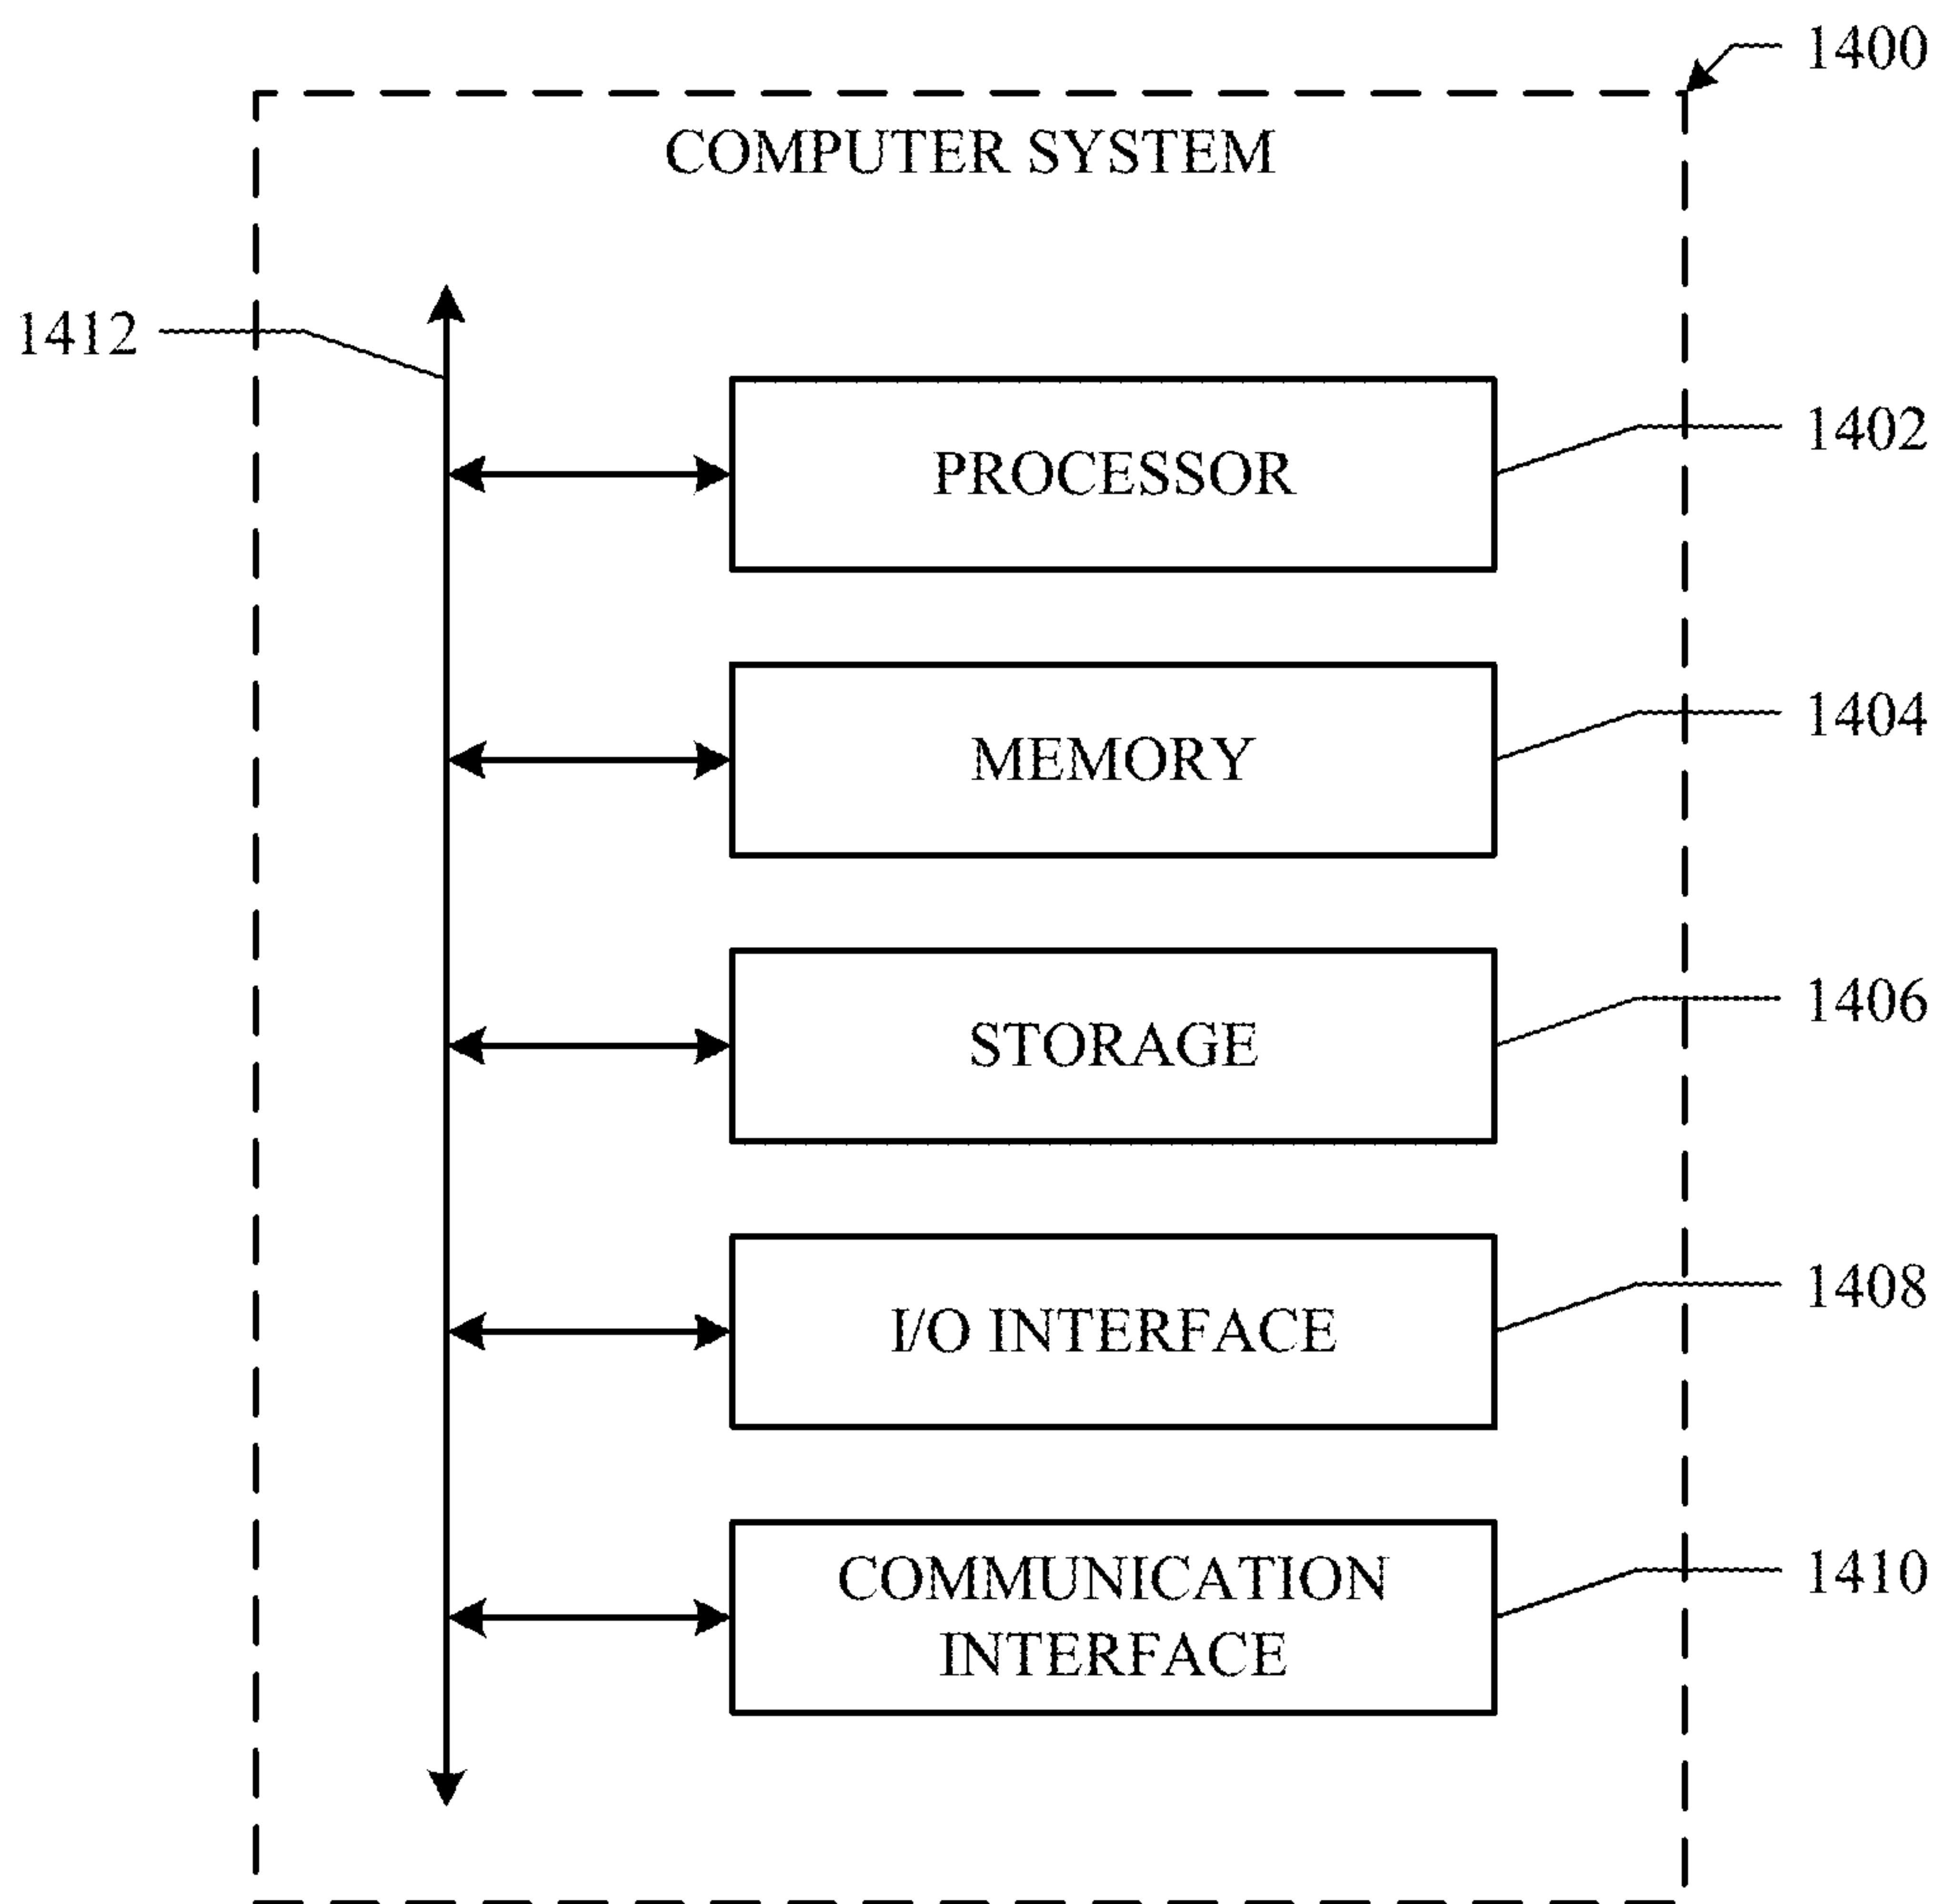 1400
COMPUTER SYSTEM
1412
PROCESSOR
1402
MEMORY
1404
STORAGE
1406
I/O INTERFACE
1408
COMMUNICATION
INTERFACE
1410